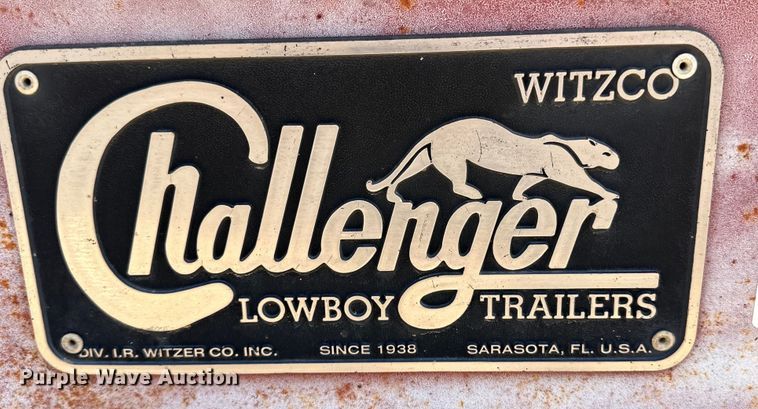 WITZCO
Challenger
LOWBOY TRAILERS
DIV. I.R. WITZER CO. INC. SINCE 1938 SARASOTA, FL. U.S.A.
Purple Wave Auction